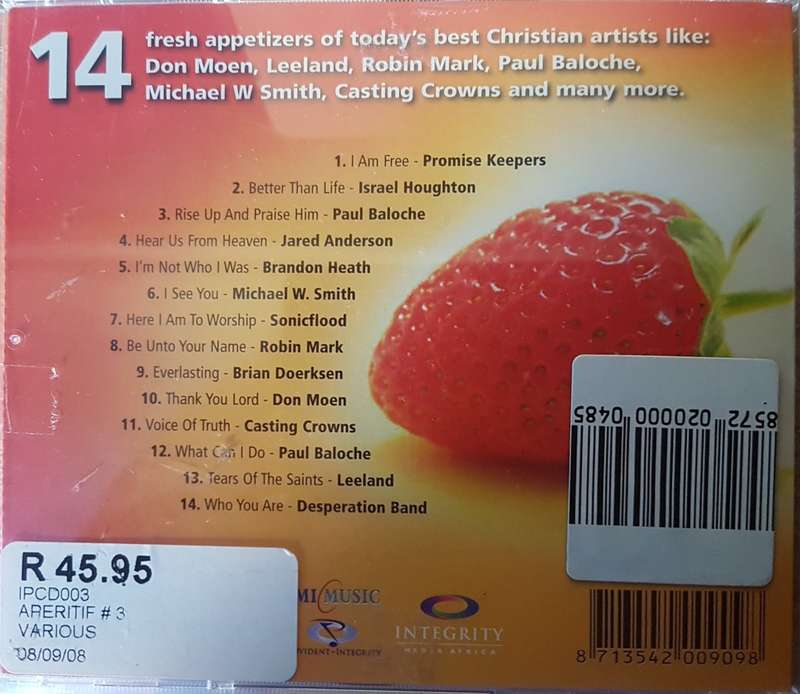 14
fresh appetizers of today's best Christian artists like:
Don Moen, Leeland, Robin Mark, Paul Baloche,
Michael W Smith, Casting Crowns and many more.
1. I Am Free - Promise Keepers
2. Better Than Life - Israel Houghton
3. Rise Up And Praise Him - Paul Baloche
4. Hear Us From Heaven - Jared Anderson
5. I'm Not Who I Was - Brandon Heath
6. I See You - Michael W. Smith
7. Here I Am To Worship - Sonicflood
8. Be Unto Your Name - Robin Mark
9. Everlasting - Brian Doerksen
10. Thank You Lord - Don Moen
11. Voice Of Truth - Casting Crowns
12. What Can I Do - Paul Baloche
13. Tears Of The Saints - Leeland
14. Who You Are - Desperation Band
8572 020000 0485
R 45.95
IPCD003
APERITIF # 3
VARIOUS
08/09/08
MI MUSIC
VIDENT-INTEGRITY
INTEGRITY
MEDIA AFRICA
8 713542 009098